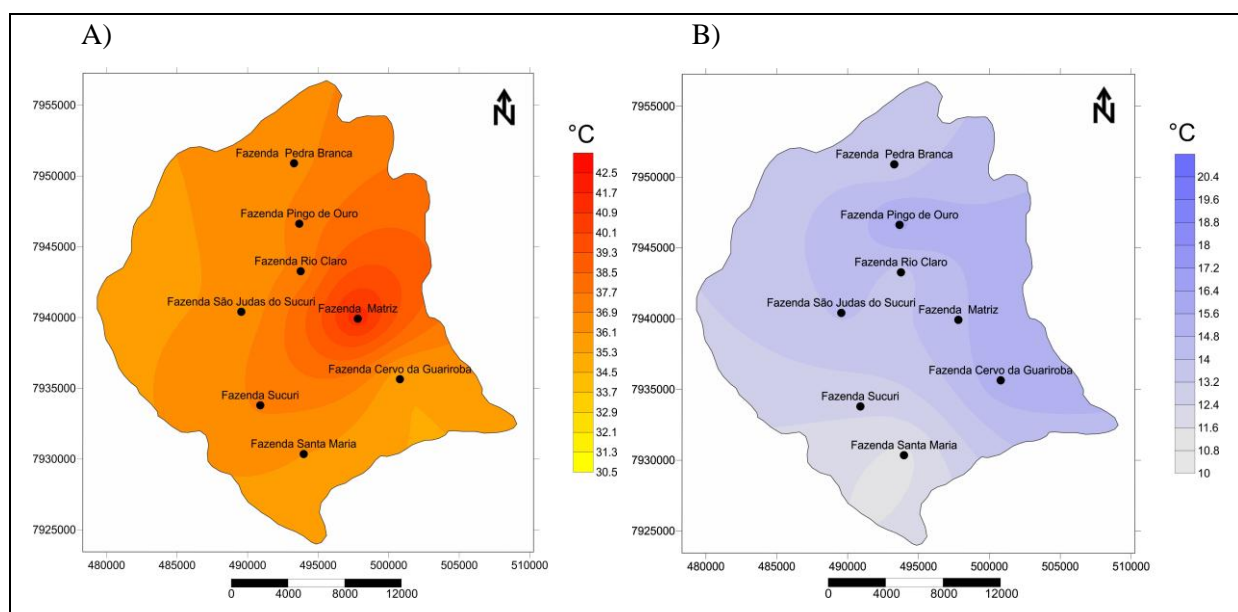 A)
N
°C
7955000
7950000
7945000
7940000
7935000
7930000
7925000
Fazenda Pedra Branca
Fazenda Pingo de Ouro
Fazenda Rio Claro
Fazenda São Judas do Sucuri
Fazenda Matriz
Fazenda Cervo da Guariroba
Fazenda Sucuri
Fazenda Santa Maria
42.5
41.7
40.9
40.1
39.3
38.5
37.7
36.9
36.1
35.3
34.5
33.7
32.9
32.1
31.3
30.5
480000 485000 490000 495000 500000 505000 510000
0 4000 8000 12000
B)
N
°C
7955000
7950000
7945000
7940000
7935000
7930000
7925000
Fazenda Pedra Branca
Fazenda Pingo de Ouro
Fazenda Rio Claro
Fazenda São Judas do Sucuri
Fazenda Matriz
Fazenda Cervo da Guariroba
Fazenda Sucuri
Fazenda Santa Maria
20.4
19.6
18.8
18
17.2
16.4
15.6
14.8
14
13.2
12.4
11.6
10.8
10
480000 485000 490000 495000 500000 505000 510000
0 4000 8000 12000